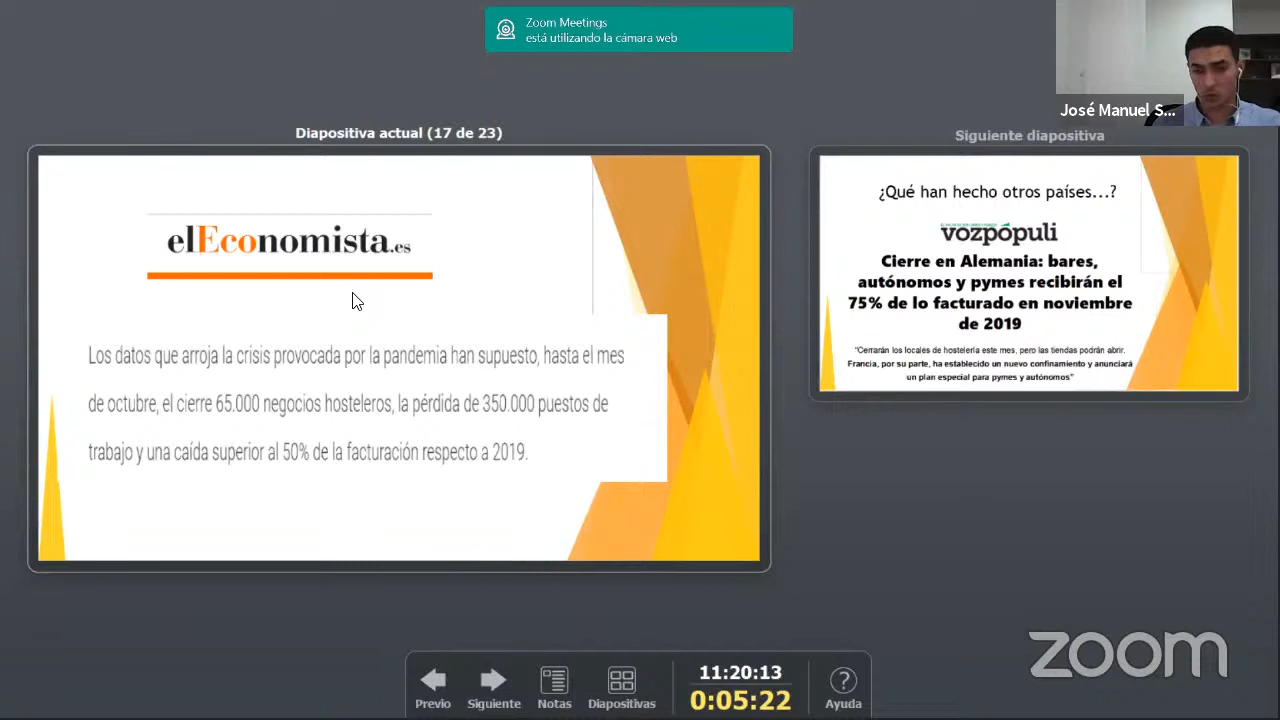 Zoom Meetings
está utilizando la cámara web
José Manuel S...
Diapositiva actual (17 de 23)
elEconomista.es
Los datos que arroja la crisis provocada por la pandemia han supuesto, hasta el mes
de octubre, el cierre 65.000 negocios hosteleros, la pérdida de 350.000 puestos de
trabajo y una caída superior al 50% de la facturación respecto a 2019.
Siguiente diapositiva
¿Qué han hecho otros países...?
vozpópuli
Cierre en Alemania: bares,
autónomos y pymes recibirán el
75% de lo facturado en noviembre
de 2019
"Cerrarán los locales de hostelería este mes, pero las tiendas podrán abrir.
Francia, por su parte, ha establecido un nuevo confinamiento y anunciará
un plan especial para pymes y autónomos"
Previo
Siguiente
Notas
Diapositivas
11:20:13
0:05:22
Ayuda
zoom